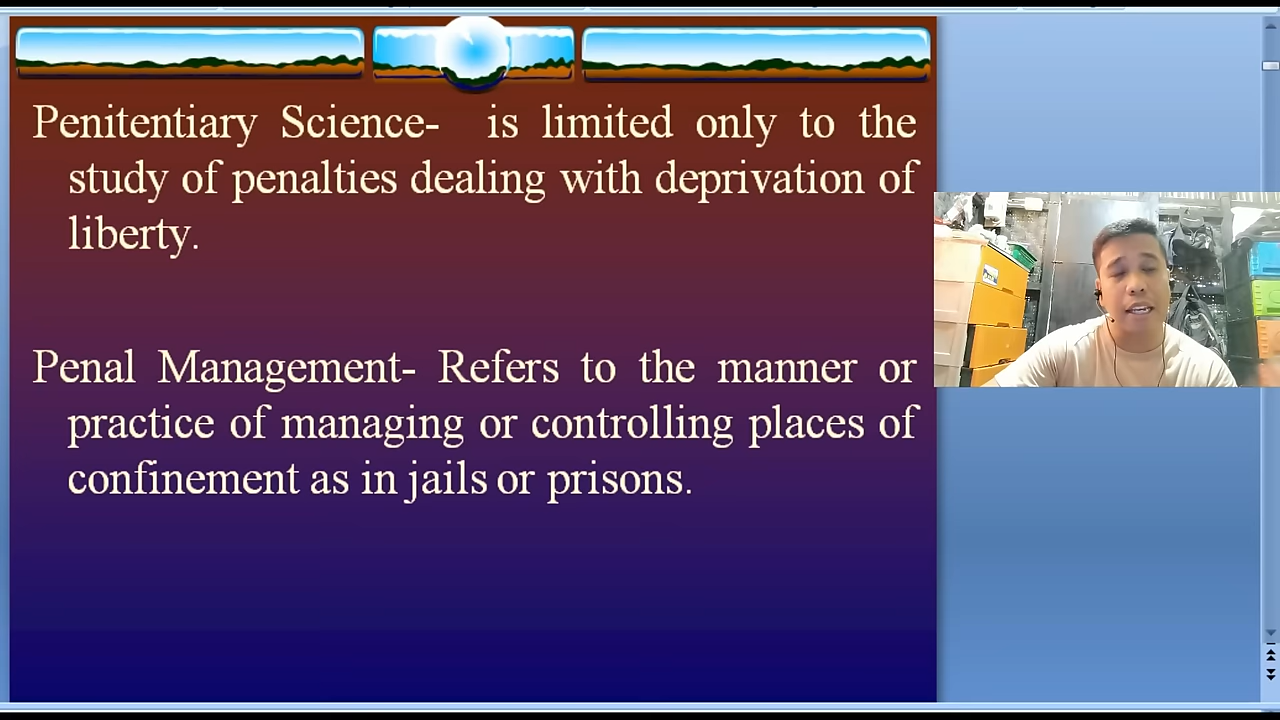 Penitentiary Science- is limited only to the
study of penalties dealing with deprivation of
liberty.
Penal Management- Refers to the manner or
practice of managing or controlling places of
confinement as in jails or prisons.